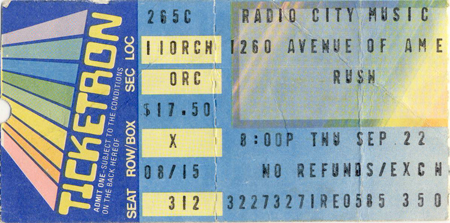 TICKETRON
ADMIT ONE-SUBJECT TO THE CONDITIONS
ON THE BACK HEREOF.
SEAT ROW/BOX SEC LOC
265C
110RCH
ORC
$17.50
X
08/15
312
RADIO CITY MUSIC
1260 AVENUE OF AME
RUSH
8:00P THU SEP 22
NO REFUNDS/EXCH
32273271RE0585 350